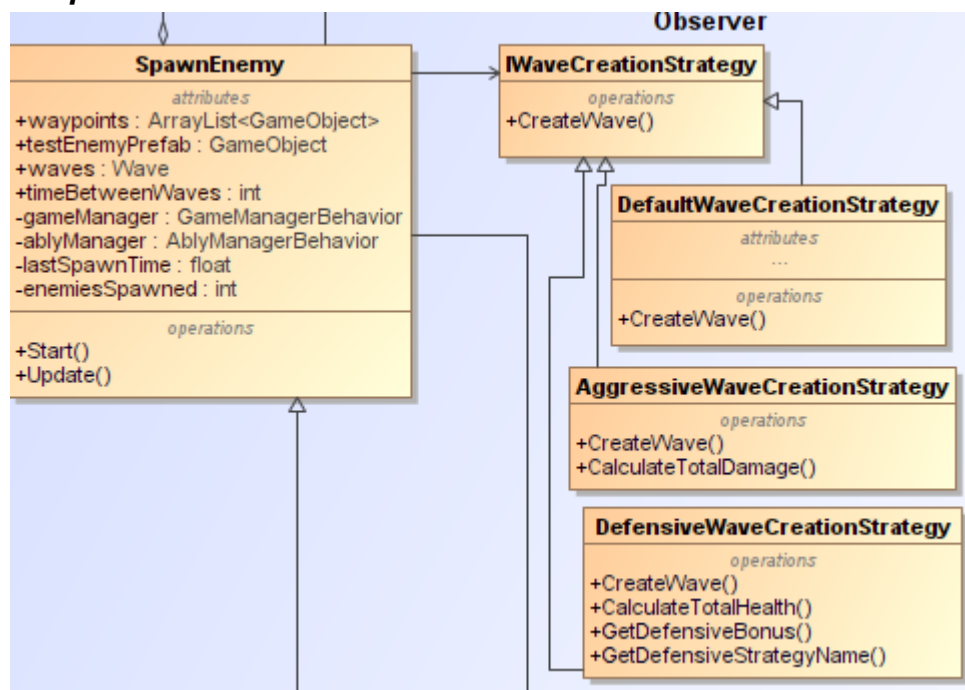 Observer
SpawnEnemy
attributes
+waypoints : ArrayList<GameObject>
+testEnemyPrefab : GameObject
+waves : Wave
+timeBetweenWaves : int
-gameManager : GameManagerBehavior
-ablyManager : AblyManagerBehavior
-lastSpawnTime : float
-enemiesSpawned : int
operations
+Start()
+Update()
IWaveCreationStrategy
operations
+CreateWave()
DefaultWaveCreationStrategy
attributes
...
operations
+CreateWave()
AggressiveWaveCreationStrategy
operations
+CreateWave()
+CalculateTotalDamage()
DefensiveWaveCreationStrategy
operations
+CreateWave()
+CalculateTotalHealth()
+GetDefensiveBonus()
+GetDefensiveStrategyName()